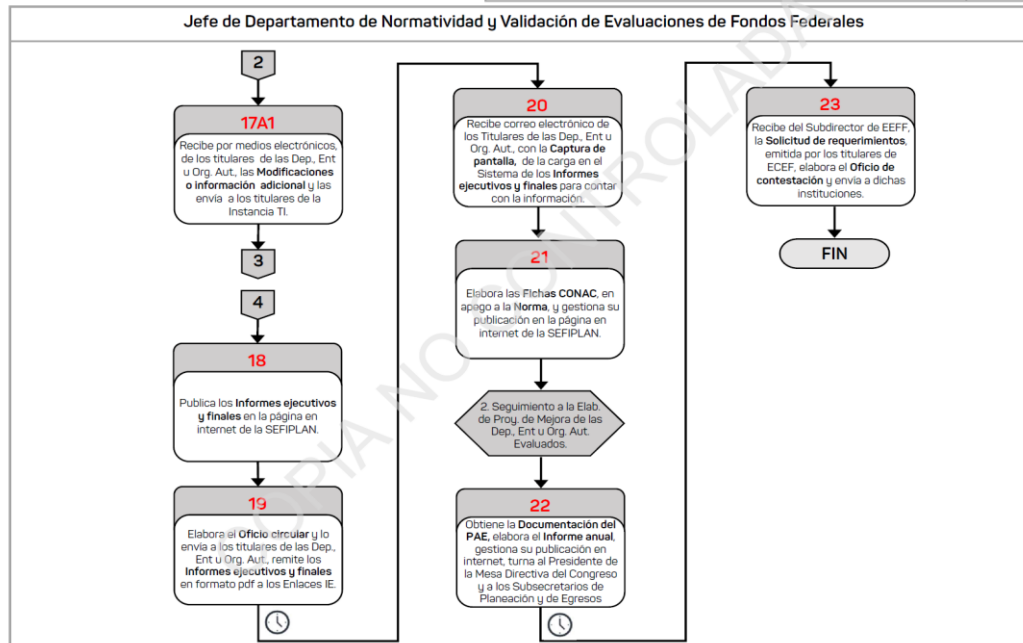 Jefe de Departamento de Normatividad y Validación de Evaluaciones de Fondos Federales
2
17A1
Recibe por medios electrónicos,
de los titulares de las Dep., Ent
u Org. Aut., las Modificaciones
o información adicional y las
envía a los titulares de la
Instancia TI.
3
4
18
Publica los Informes ejecutivos
y finales en la página en
internet de la SEFIPLAN.
19
Elabora el Oficio circular y lo
envía a los titulares de las Dep.,
Ent u Org. Aut., remite los
Informes ejecutivos y finales
en formato pdf a los Enlaces IE.
20
Recibe correo electrónico de
los Titulares de las Dep., Ent u
Org. Aut., con la Captura de
pantalla, de la carga en el
Sistema de los Informes
ejecutivos y finales para contar
con la información.
21
Elabora las Fichas CONAC, en
apego a la Norma, y gestiona su
publicación en la página en
internet de la SEFIPLAN.
2. Seguimiento a la Elab.
de Proy. de Mejora de las
Dep., Ent u Org. Aut.
Evaluados.
22
Obtiene la Documentación del
PAE, elabora el Informe anual,
gestiona su publicación en
internet, turna al Presidente de
la Mesa Directiva del Congreso
y a los Subsecretarios de
Planeación y de Egresos
23
Recibe del Subdirector de EEFF,
la Solicitud de requerimientos,
emitida por los titulares de
ECEF, elabora el Oficio de
contestación y envía a dichas
instituciones.
FIN
COPIA NO CONTROLADA